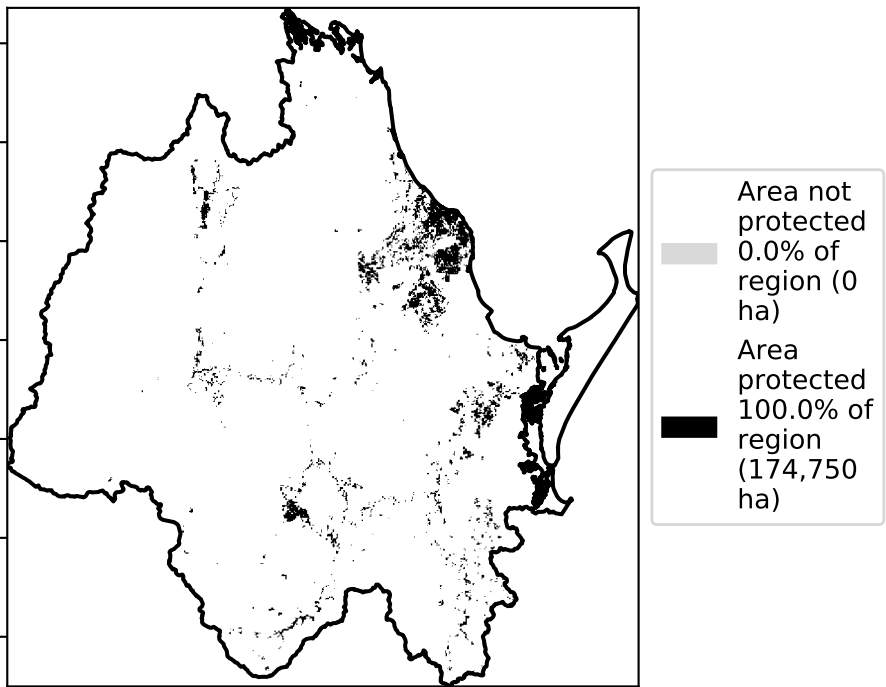 Area not
protected
0.0% of
region (0
ha)
Area
protected
100.0% of
region
(174,750
ha)